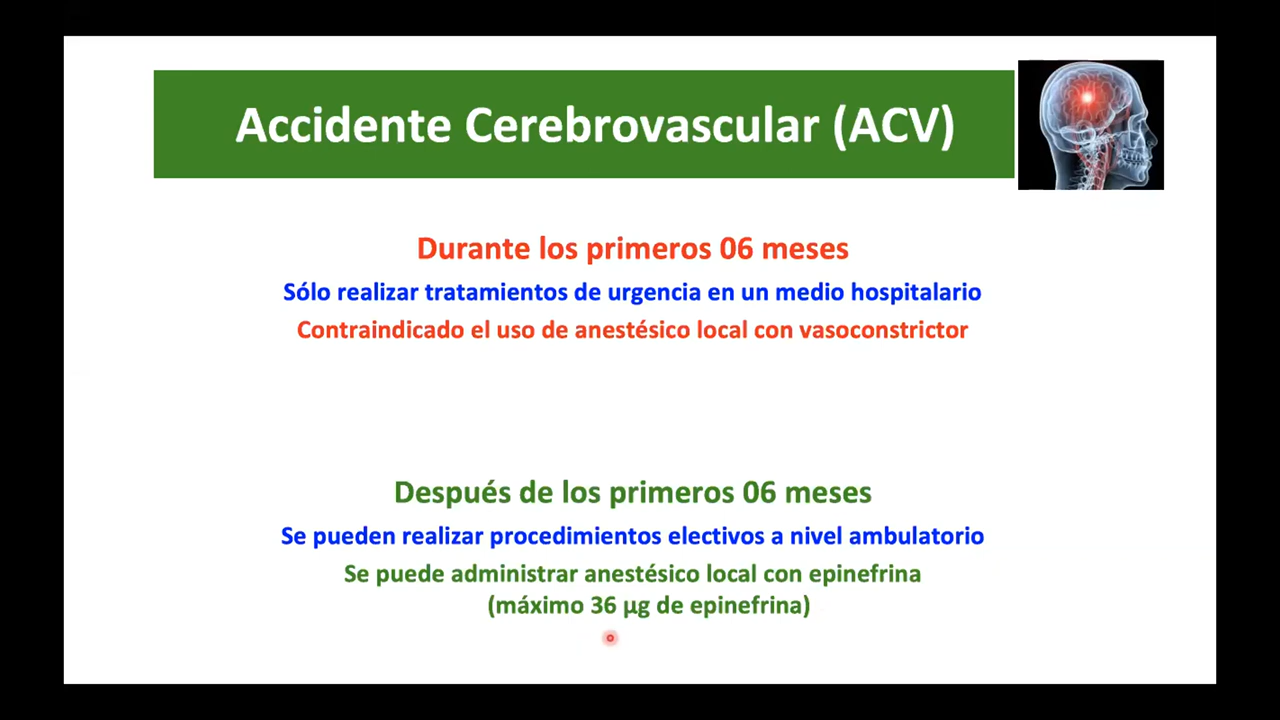 Accidente Cerebrovascular (ACV)
Durante los primeros 06 meses
Sólo realizar tratamientos de urgencia en un medio hospitalario
Contraindicado el uso de anestésico local con vasoconstrictor
Después de los primeros 06 meses
Se pueden realizar procedimientos electivos a nivel ambulatorio
Se puede administrar anestésico local con epinefrina
(máximo 36 µg de epinefrina)